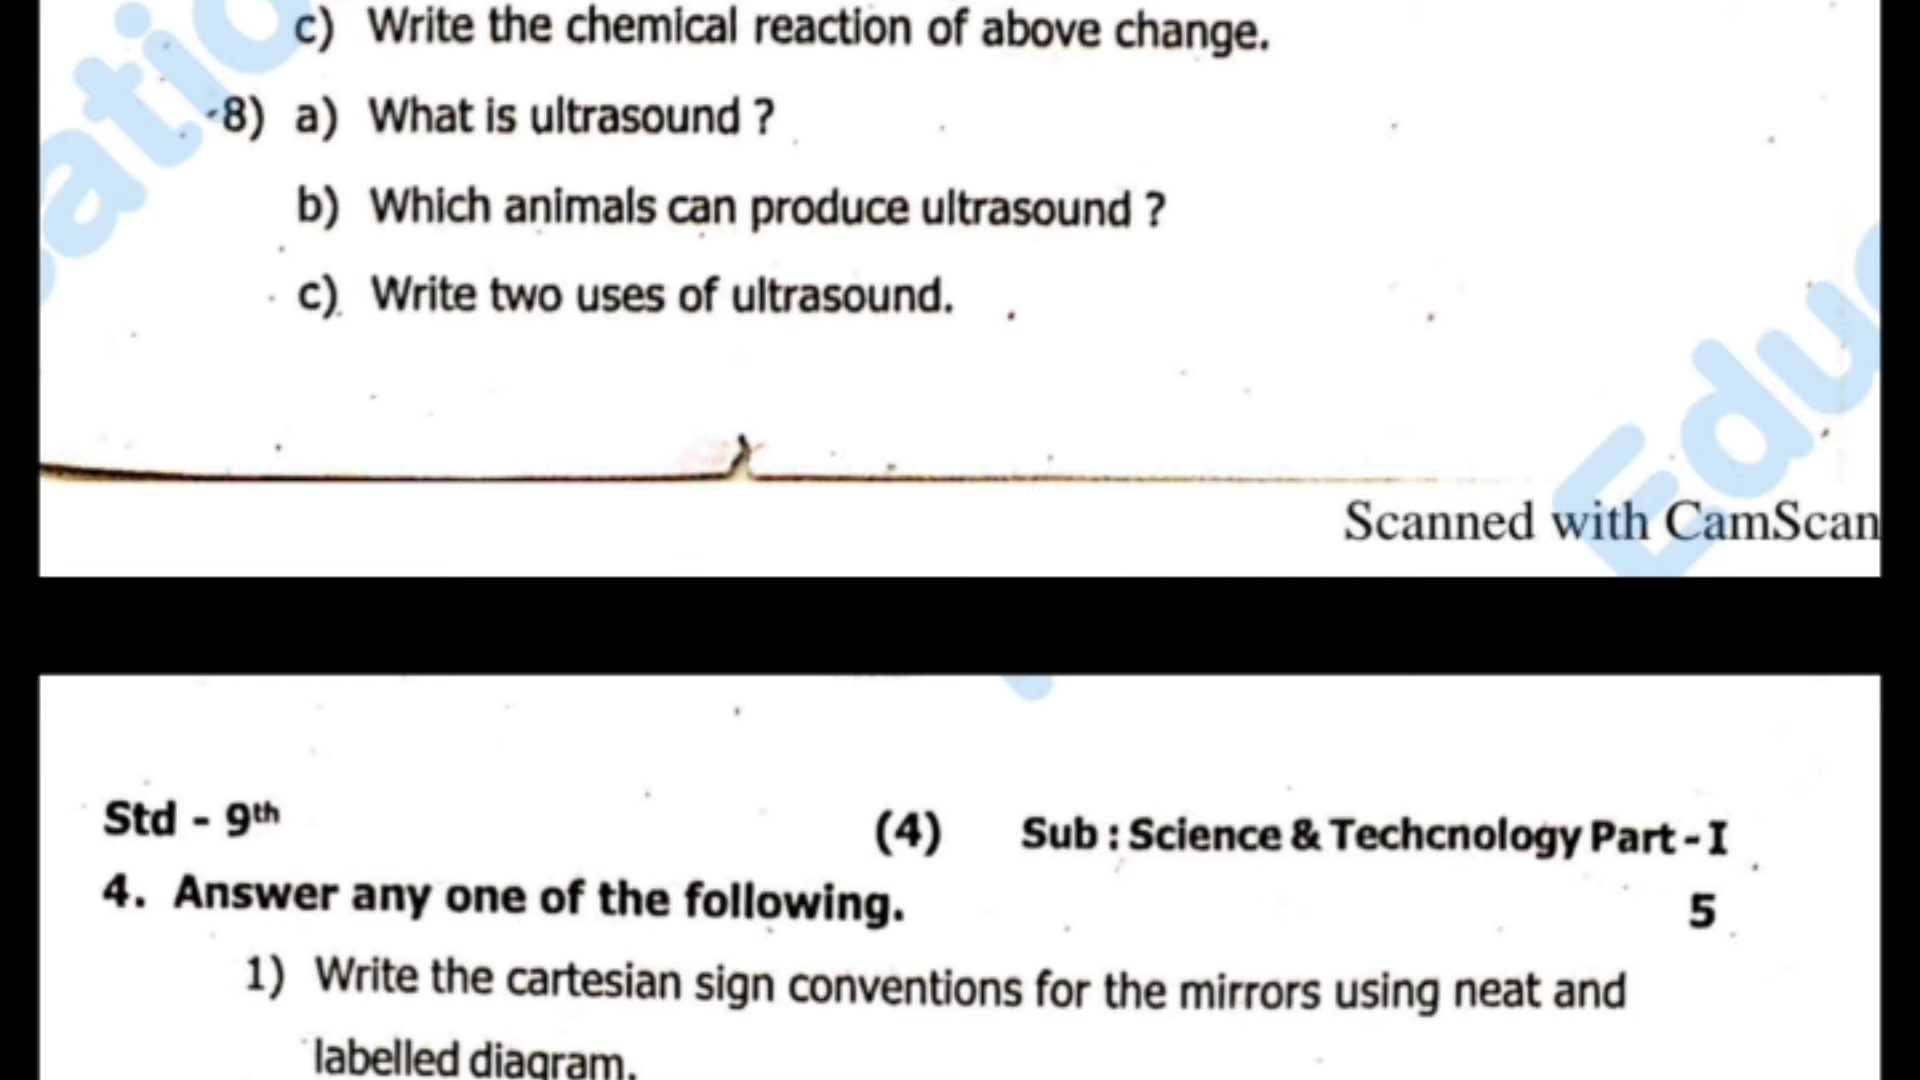 c) Write the chemical reaction of above change.
8) a) What is ultrasound ?
b) Which animals can produce ultrasound ?
c) Write two uses of ultrasound.
Scanned with CamScan
Std - 9th
(4)
Sub : Science & Techcnology Part - I
4. Answer any one of the following.
5
1) Write the cartesian sign conventions for the mirrors using neat and
labelled diagram.
Edu